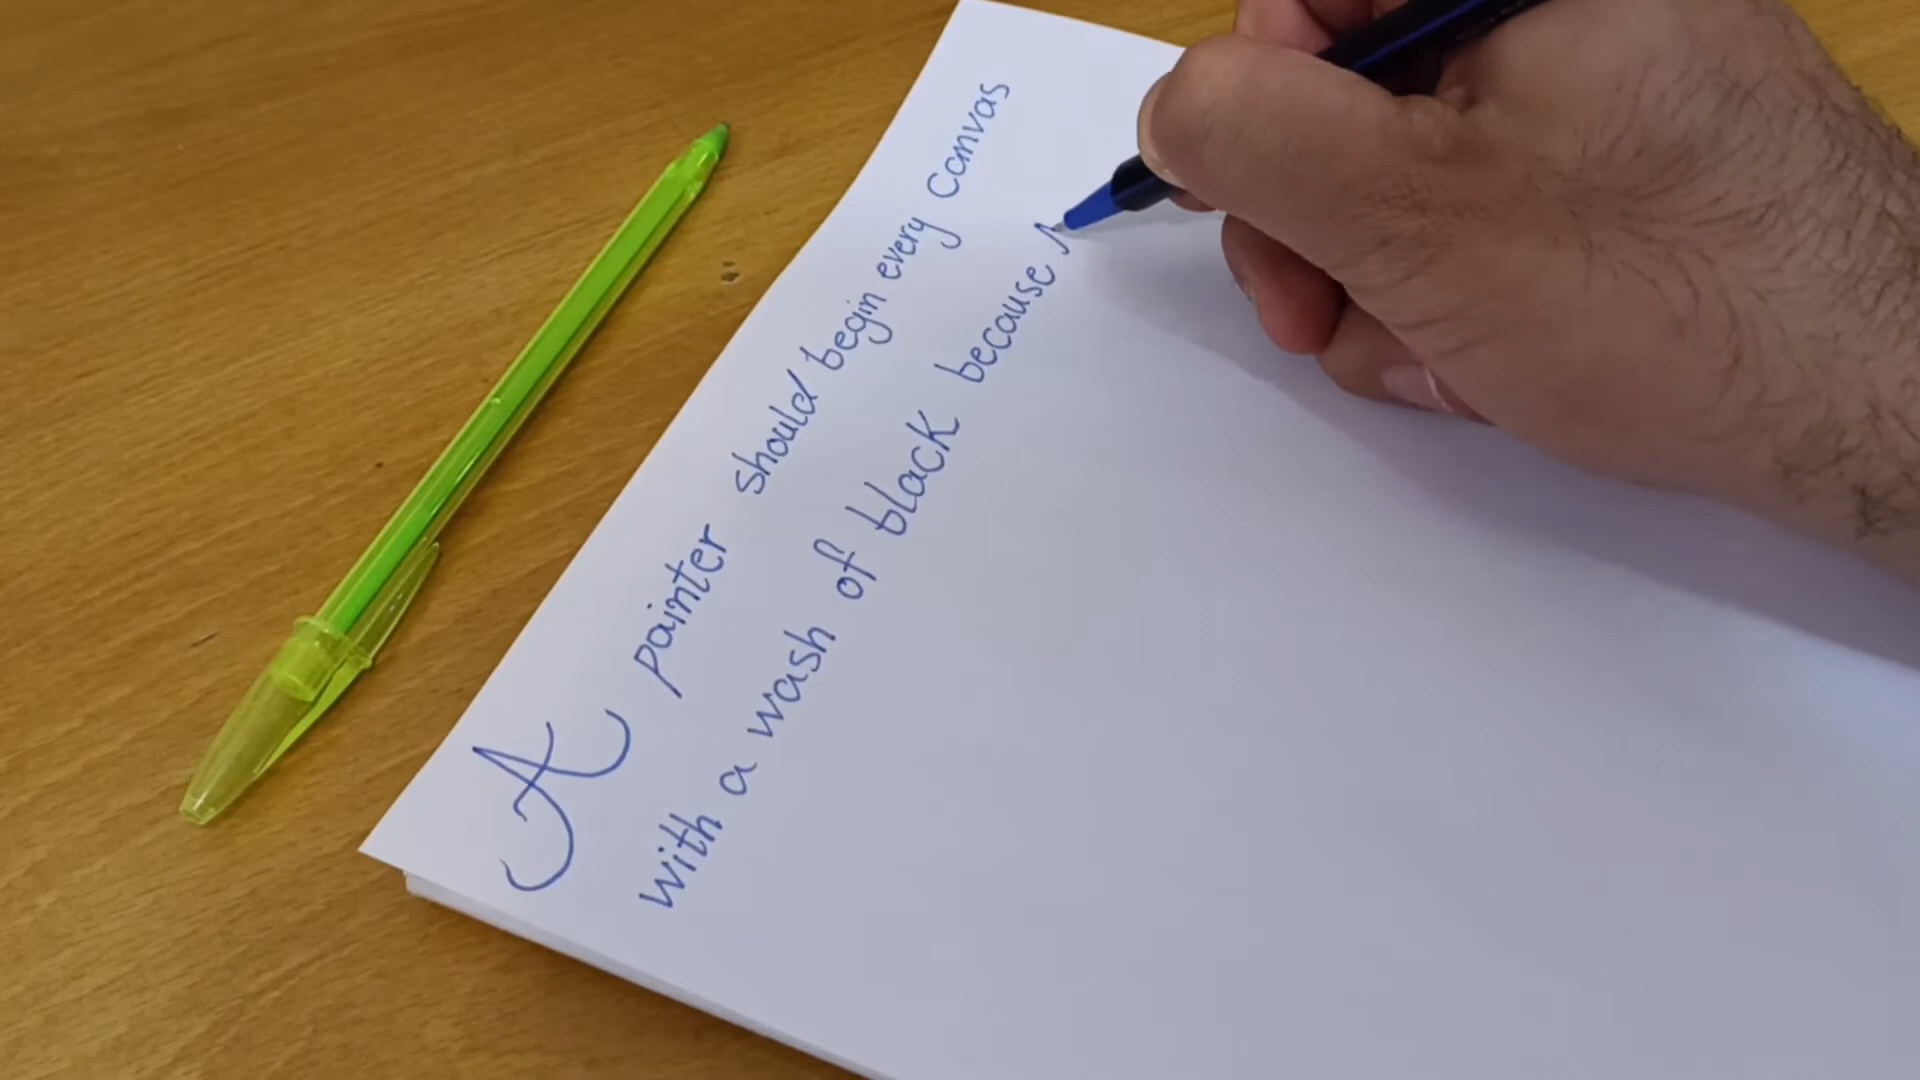 A painter should begin every canvas
with a wash of black because